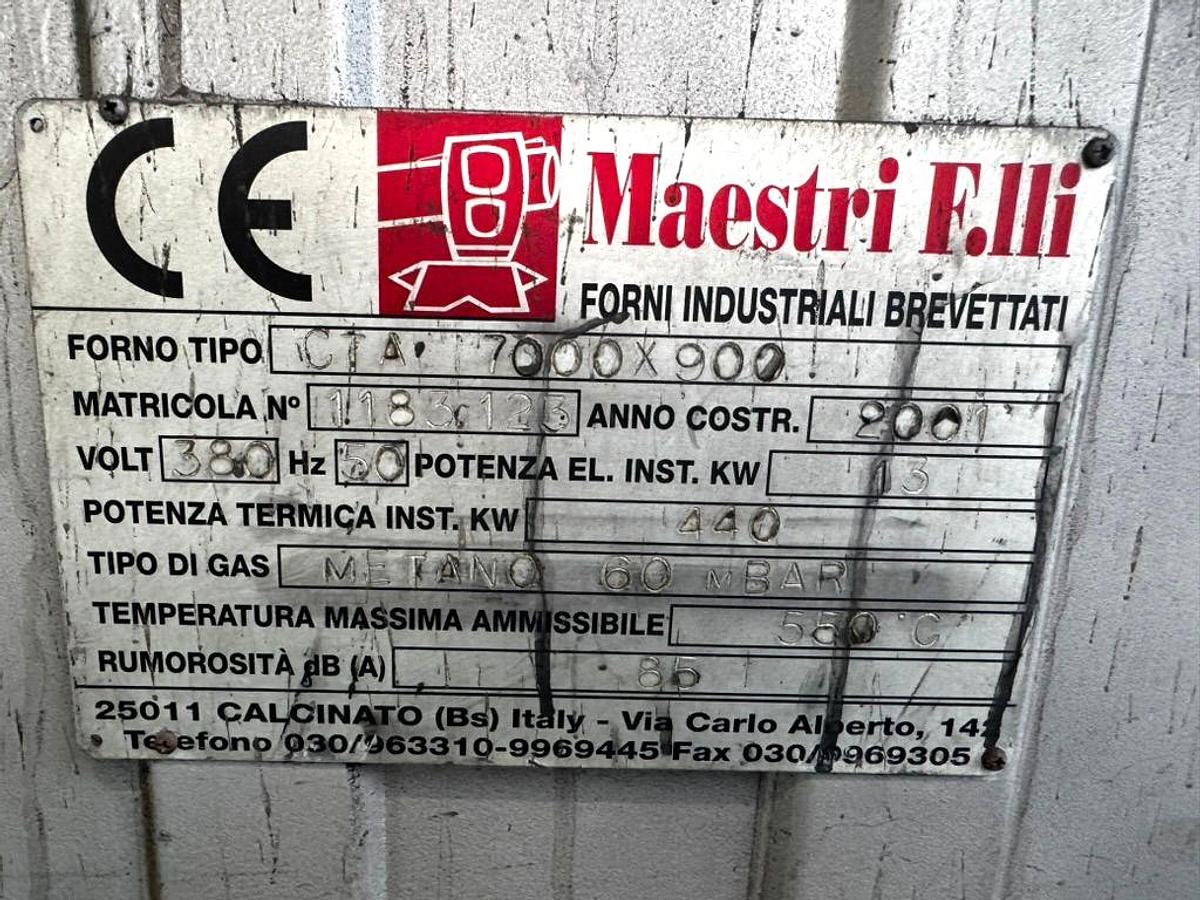 CE Maestri F.lli
FORNI INDUSTRIALI BREVETTATI
FORNO TIPO CTA 7000X900
MATRICOLA N° 1183.123 ANNO COSTR. 2001
VOLT 380 Hz 50 POTENZA EL. INST. KW 13
POTENZA TERMICA INST. KW 440
TIPO DI GAS METANO 60 mBAR
TEMPERATURA MASSIMA AMMISSIBILE 550°C
RUMOROSITÀ dB (A) 85
25011 CALCINATO (Bs) Italy - Via Carlo Alberto, 142
Telefono 030/963310-9969445 Fax 030/9969305